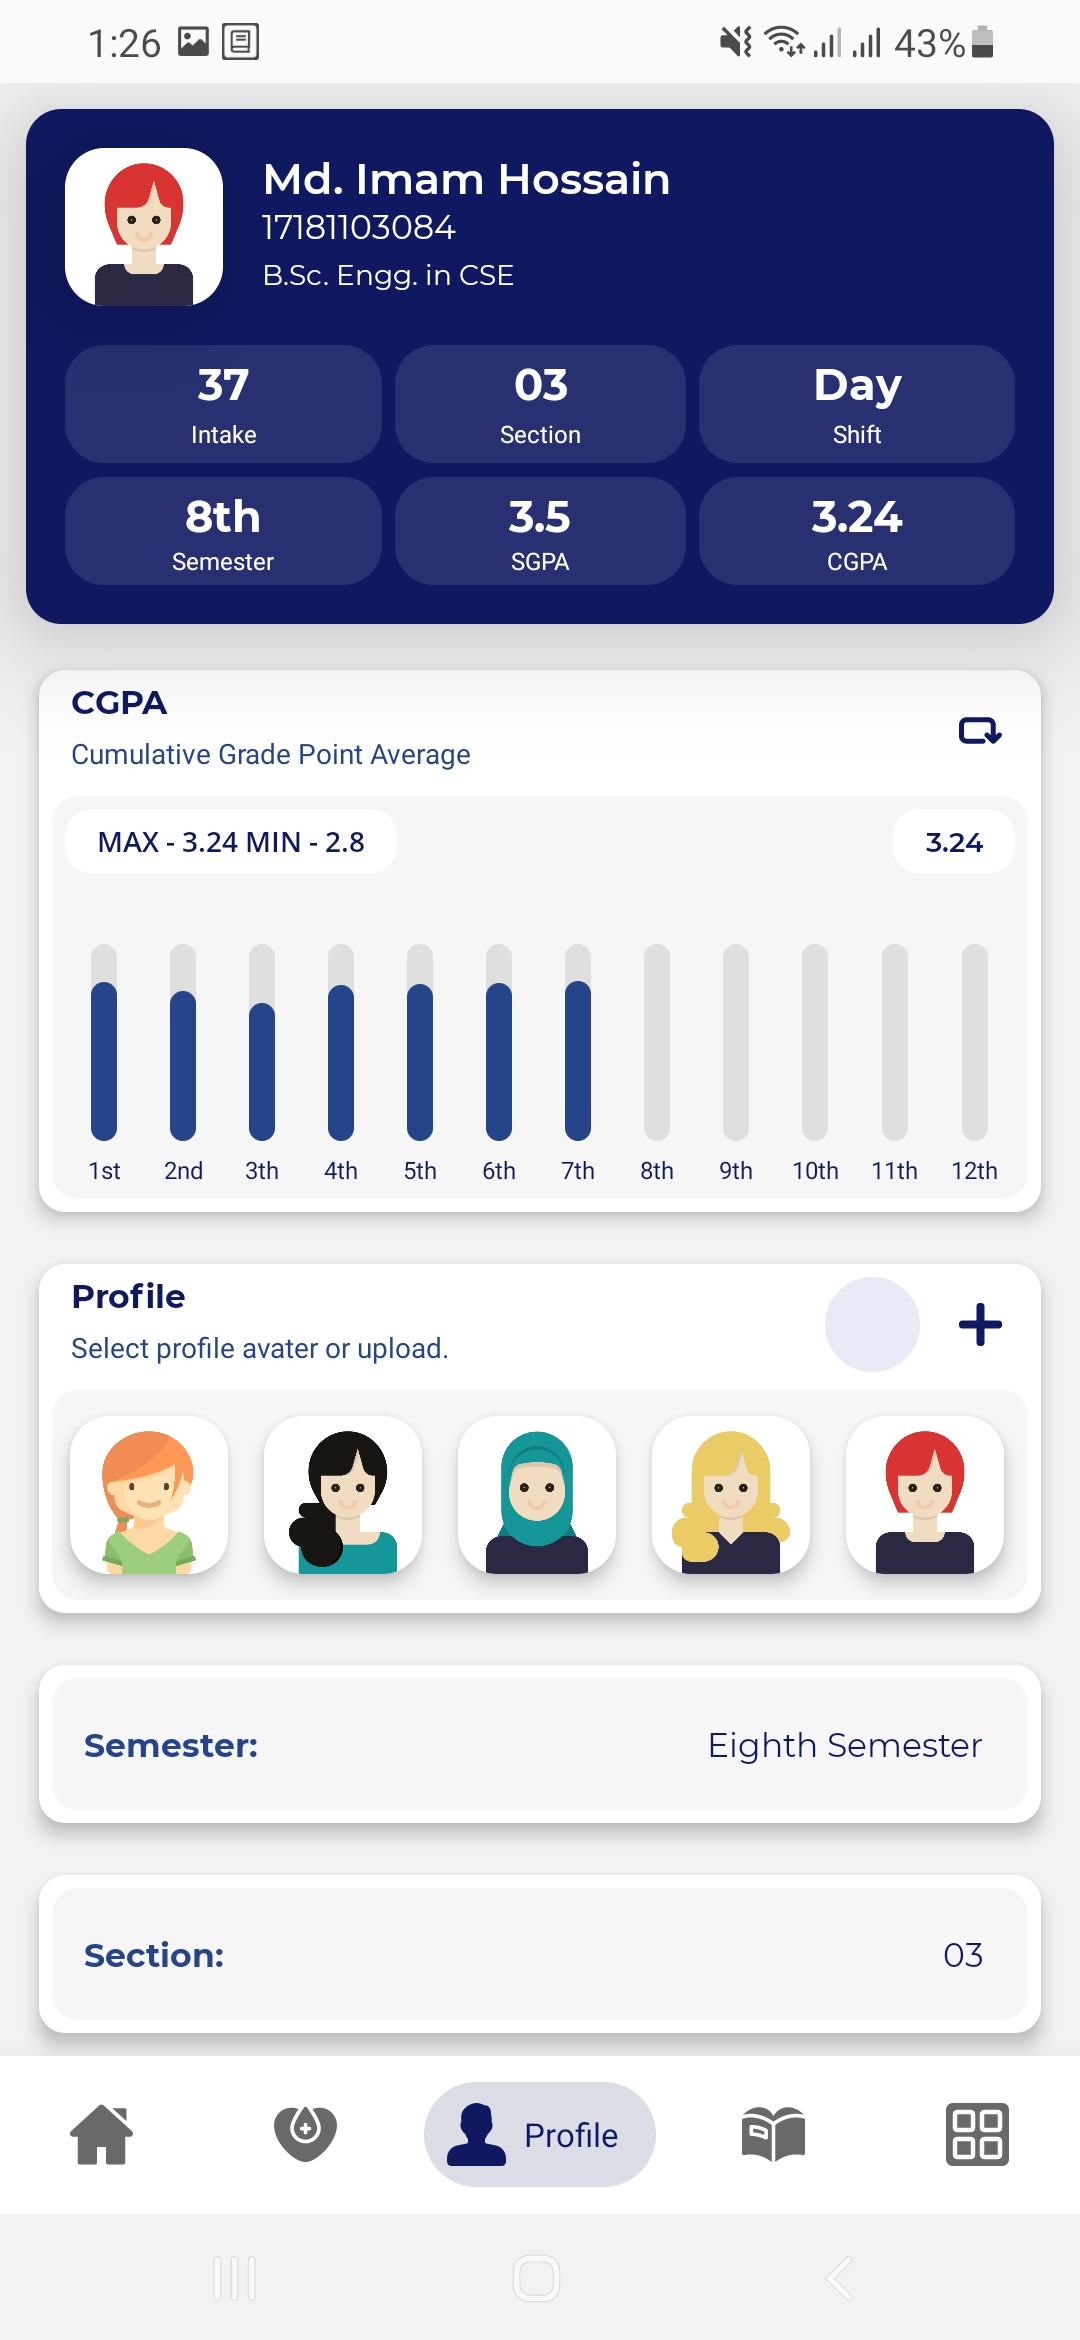 1:26
43%
Md. Imam Hossain
17181103084
B.Sc. Engg. in CSE
37 03 Day
Intake Section Shift
8th 3.5 3.24
Semester SGPA CGPA
CGPA
Cumulative Grade Point Average
MAX - 3.24 MIN - 2.8 3.24
1st 2nd 3th 4th 5th 6th 7th 8th 9th 10th 11th 12th
Profile
Select profile avater or upload.
Semester: Eighth Semester
Section: 03
Profile